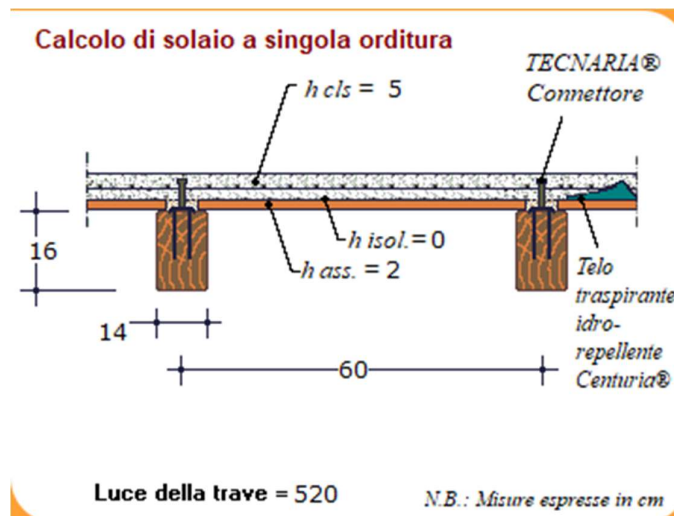 Calcolo di solaio a singola orditura
TECNARIA®
Connettore
h cls = 5
h isol.=0
h ass. = 2
16
14
60
Telo
traspirante
idro-
repellente
Centuria®
Luce della trave = 520
N.B.: Misure espresse in cm